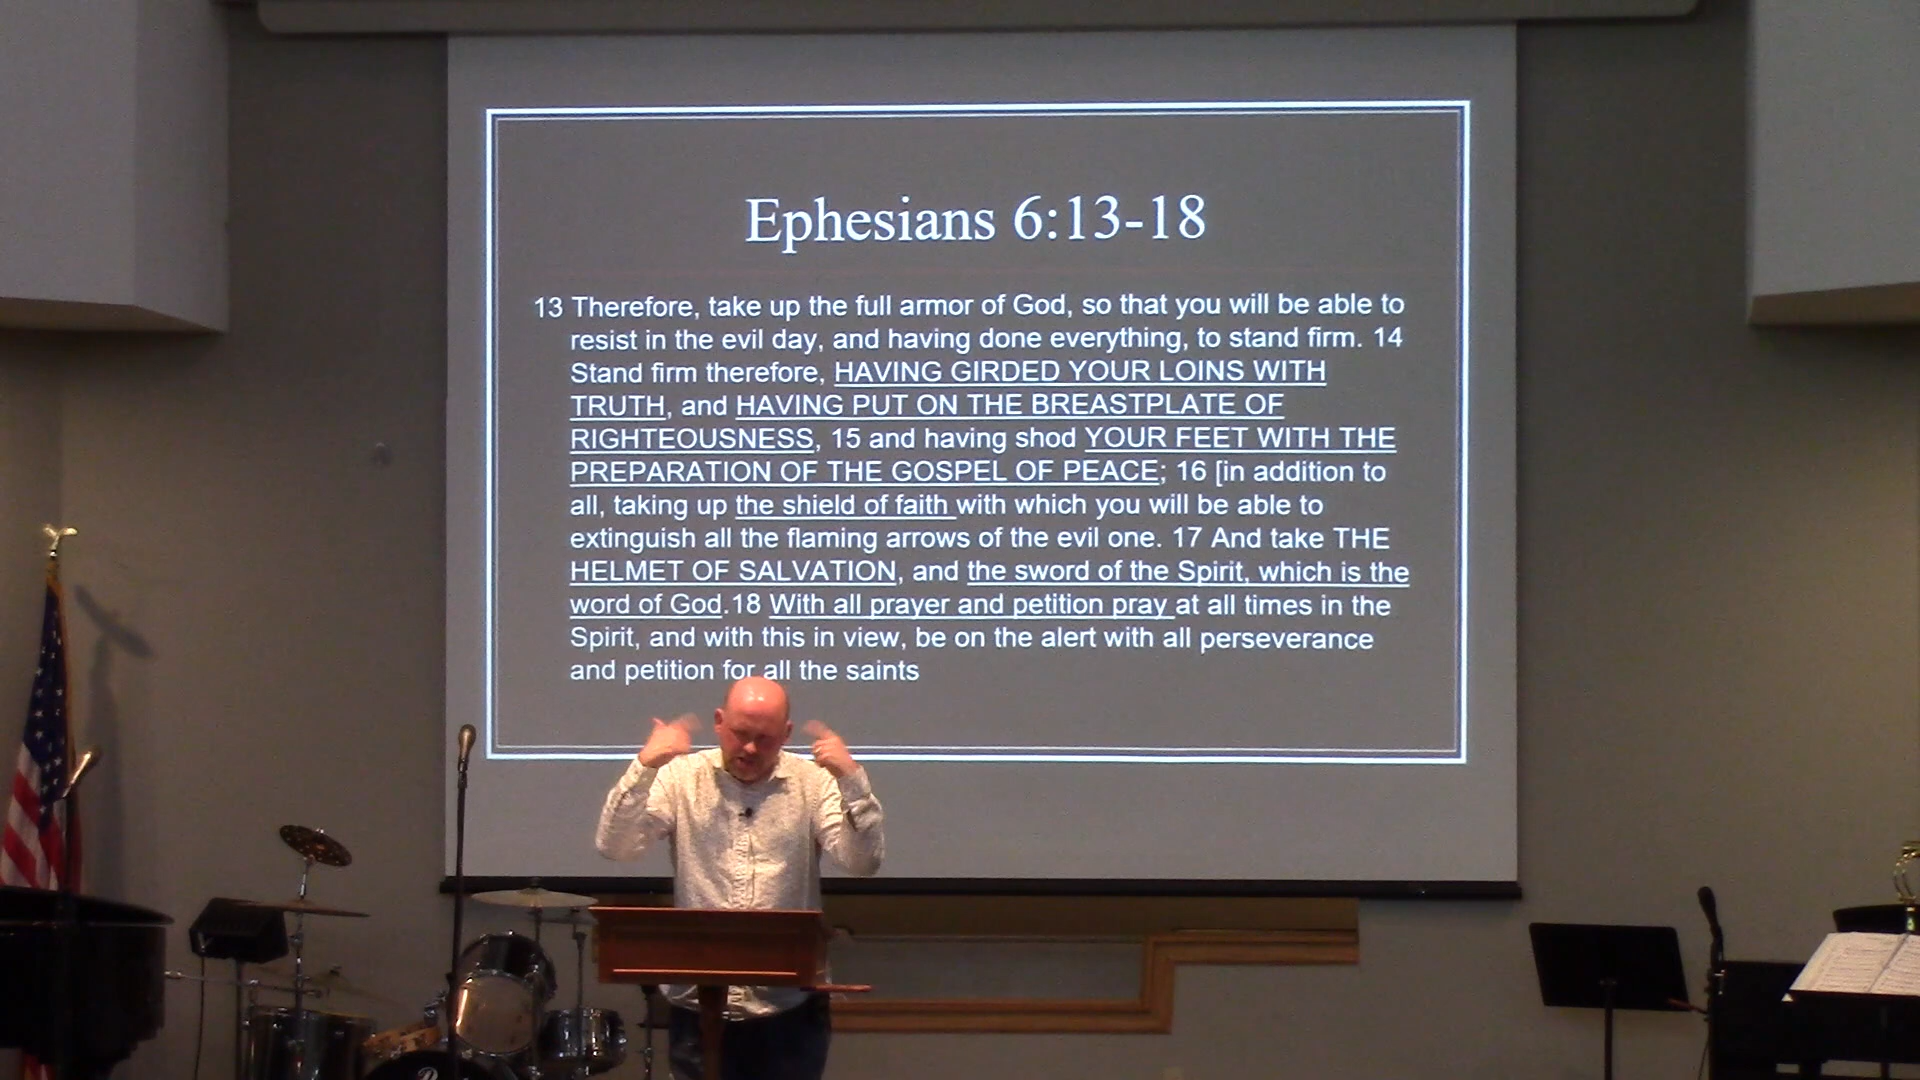 Ephesians 6:13-18
13 Therefore, take up the full armor of God, so that you will be able to
resist in the evil day, and having done everything, to stand firm. 14
Stand firm therefore, HAVING GIRDED YOUR LOINS WITH
TRUTH, and HAVING PUT ON THE BREASTPLATE OF
RIGHTEOUSNESS, 15 and having shod YOUR FEET WITH THE
PREPARATION OF THE GOSPEL OF PEACE; 16 [in addition to
all, taking up the shield of faith with which you will be able to
extinguish all the flaming arrows of the evil one. 17 And take THE
HELMET OF SALVATION, and the sword of the Spirit, which is the
word of God.18 With all prayer and petition pray at all times in the
Spirit, and with this in view, be on the alert with all perseverance
and petition for all the saints